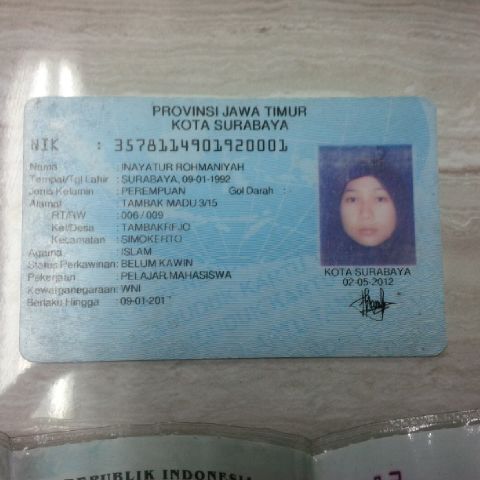 PROVINSI JAWA TIMUR
KOTA SURABAYA
NIK : 3578114901920001
Nama : INAYATUR ROHMANIYAH
Tempat/Tgl Lahir : SURABAYA, 09-01-1992
Jenis Kelamin : PEREMPUAN Gol Darah :
Alamat : TAMBAK MADU 3/15
RT/RW : 006 / 009
Kel/Desa : TAMBAKREJO
Kecamatan : SIMOKERTO
Agama : ISLAM
Status Perkawinan: BELUM KAWIN
Pekerjaan : PELAJAR/MAHASISWA
Kewarganegaraan: WNI
Berlaku Hingga : 09-01-201
KOTA SURABAYA
02-05-2012
REPUBLIK INDONESIA